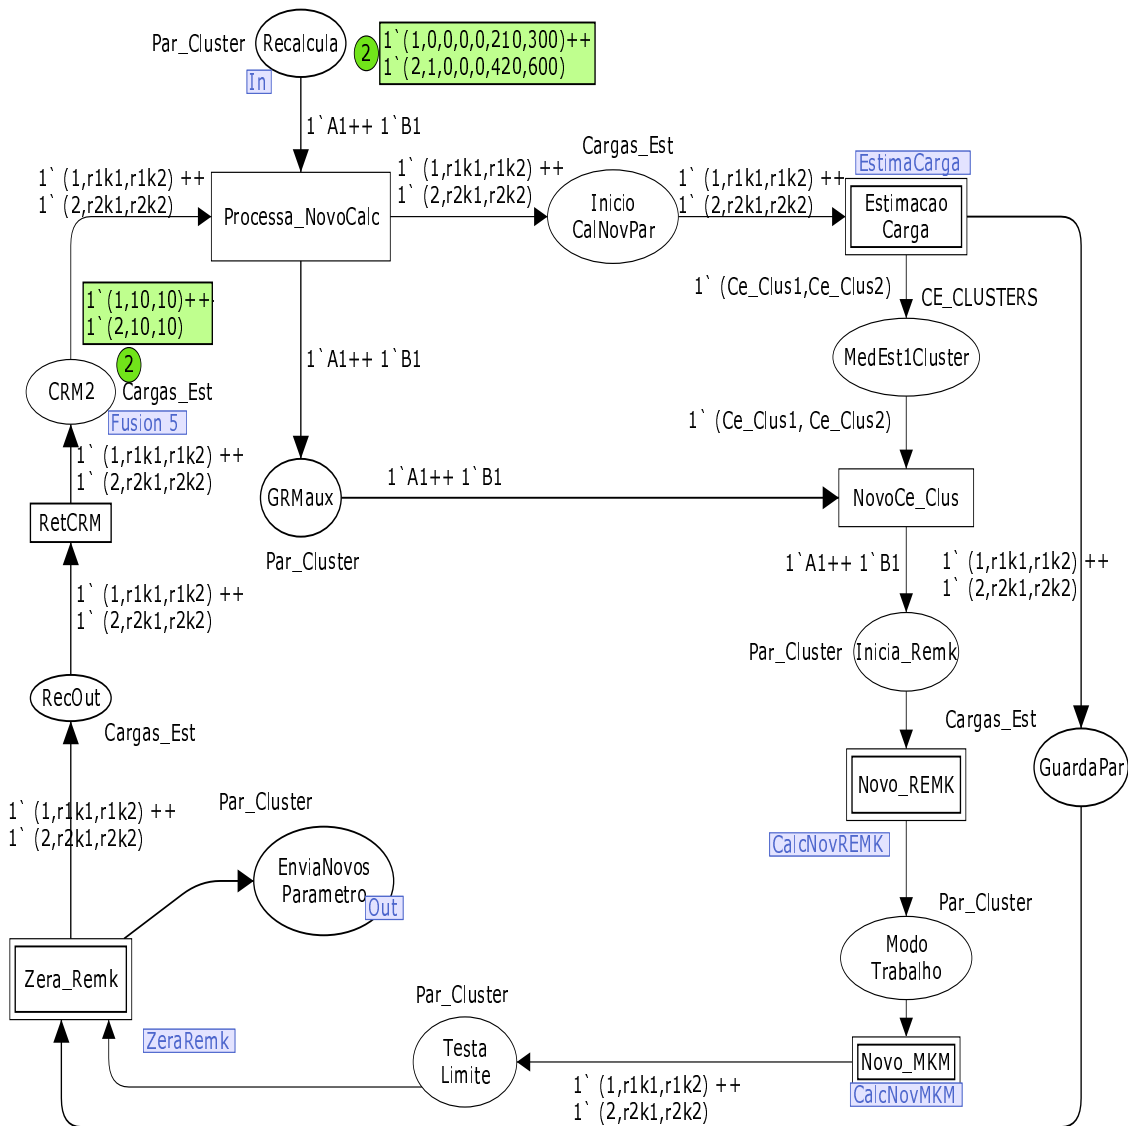 Par_Cluster
Recalcula
In
2
1`(1,0,0,0,0,210,300)++
1`(2,1,0,0,0,420,600)
1`A1++ 1`B1
1` (1,r1k1,r1k2) ++
1` (2,r2k1,r2k2)
Processa_NovoCalc
1` (1,r1k1,r1k2) ++
1` (2,r2k1,r2k2)
Cargas_Est
Inicio
CalNovPar
1` (1,r1k1,r1k2) ++
1` (2,r2k1,r2k2)
EstimaCarga
Estimacao
Carga
1` (Ce_Clus1,Ce_Clus2)
CE_CLUSTERS
1`(1,10,10)++
1`(2,10,10)
2
CRM2
Cargas_Est
Fusion 5
1`A1++ 1`B1
MedEst1Cluster
1` (Ce_Clus1, Ce_Clus2)
1` (1,r1k1,r1k2) ++
1` (2,r2k1,r2k2)
RetCRM
GRMaux
Par_Cluster
1`A1++ 1`B1
NovoCe_Clus
1`A1++ 1`B1
1` (1,r1k1,r1k2) ++
1` (2,r2k1,r2k2)
1` (1,r1k1,r1k2) ++
1` (2,r2k1,r2k2)
Par_Cluster
Inicia_Remk
RecOut
Cargas_Est
Cargas_Est
GuardaPar
Novo_REMK
CalcNovREMK
1` (1,r1k1,r1k2) ++
1` (2,r2k1,r2k2)
Par_Cluster
EnviaNovos
Parametro
Out
Par_Cluster
Modo
Trabalho
Zera_Remk
ZeraRemk
Par_Cluster
Testa
Limite
Novo_MKM
CalcNovMKM
1` (1,r1k1,r1k2) ++
1` (2,r2k1,r2k2)